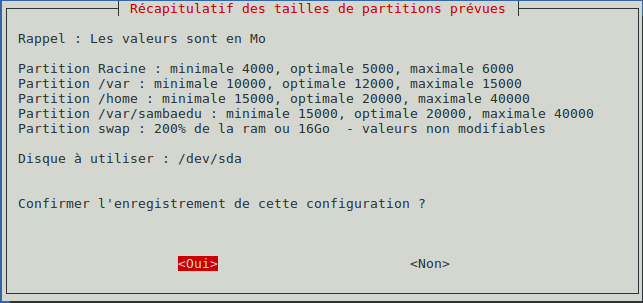 Récapitulatif des tailles de partitions prévues
Rappel : Les valeurs sont en Mo
Partition Racine : minimale 4000, optimale 5000, maximale 6000
Partition /var : minimale 10000, optimale 12000, maximale 15000
Partition /home : minimale 15000, optimale 20000, maximale 40000
Partition /var/sambaedu : minimale 15000, optimale 20000, maximale 40000
Partition swap : 200% de la ram ou 16Go  - valeurs non modifiables
Disque à utiliser : /dev/sda
Confirmer l'enregistrement de cette configuration ?
<Oui> <Non>